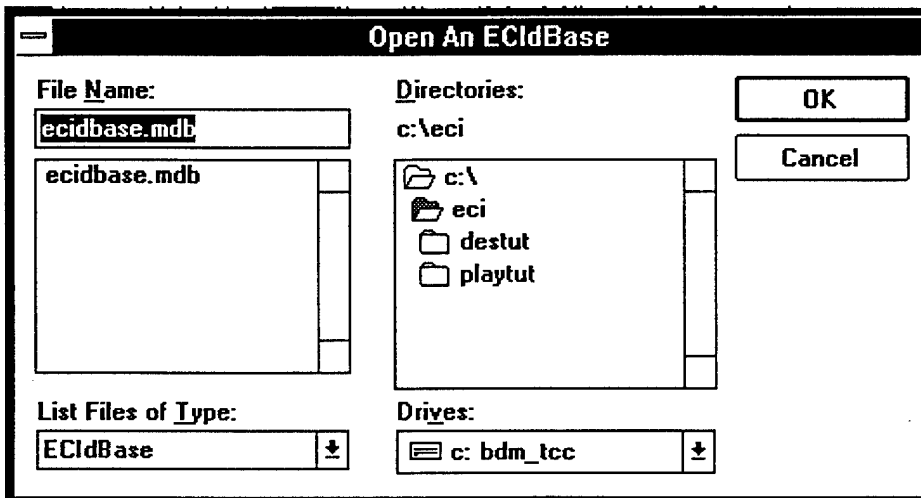 Open An ECIdBase
File Name:
ecidbase.mdb
ecidbase.mdb
List Files of Type:
ECIdBase
Directories:
c:\eci
c:\
eci
destut
playtut
Drives:
c: bdm_tcc
OK
Cancel